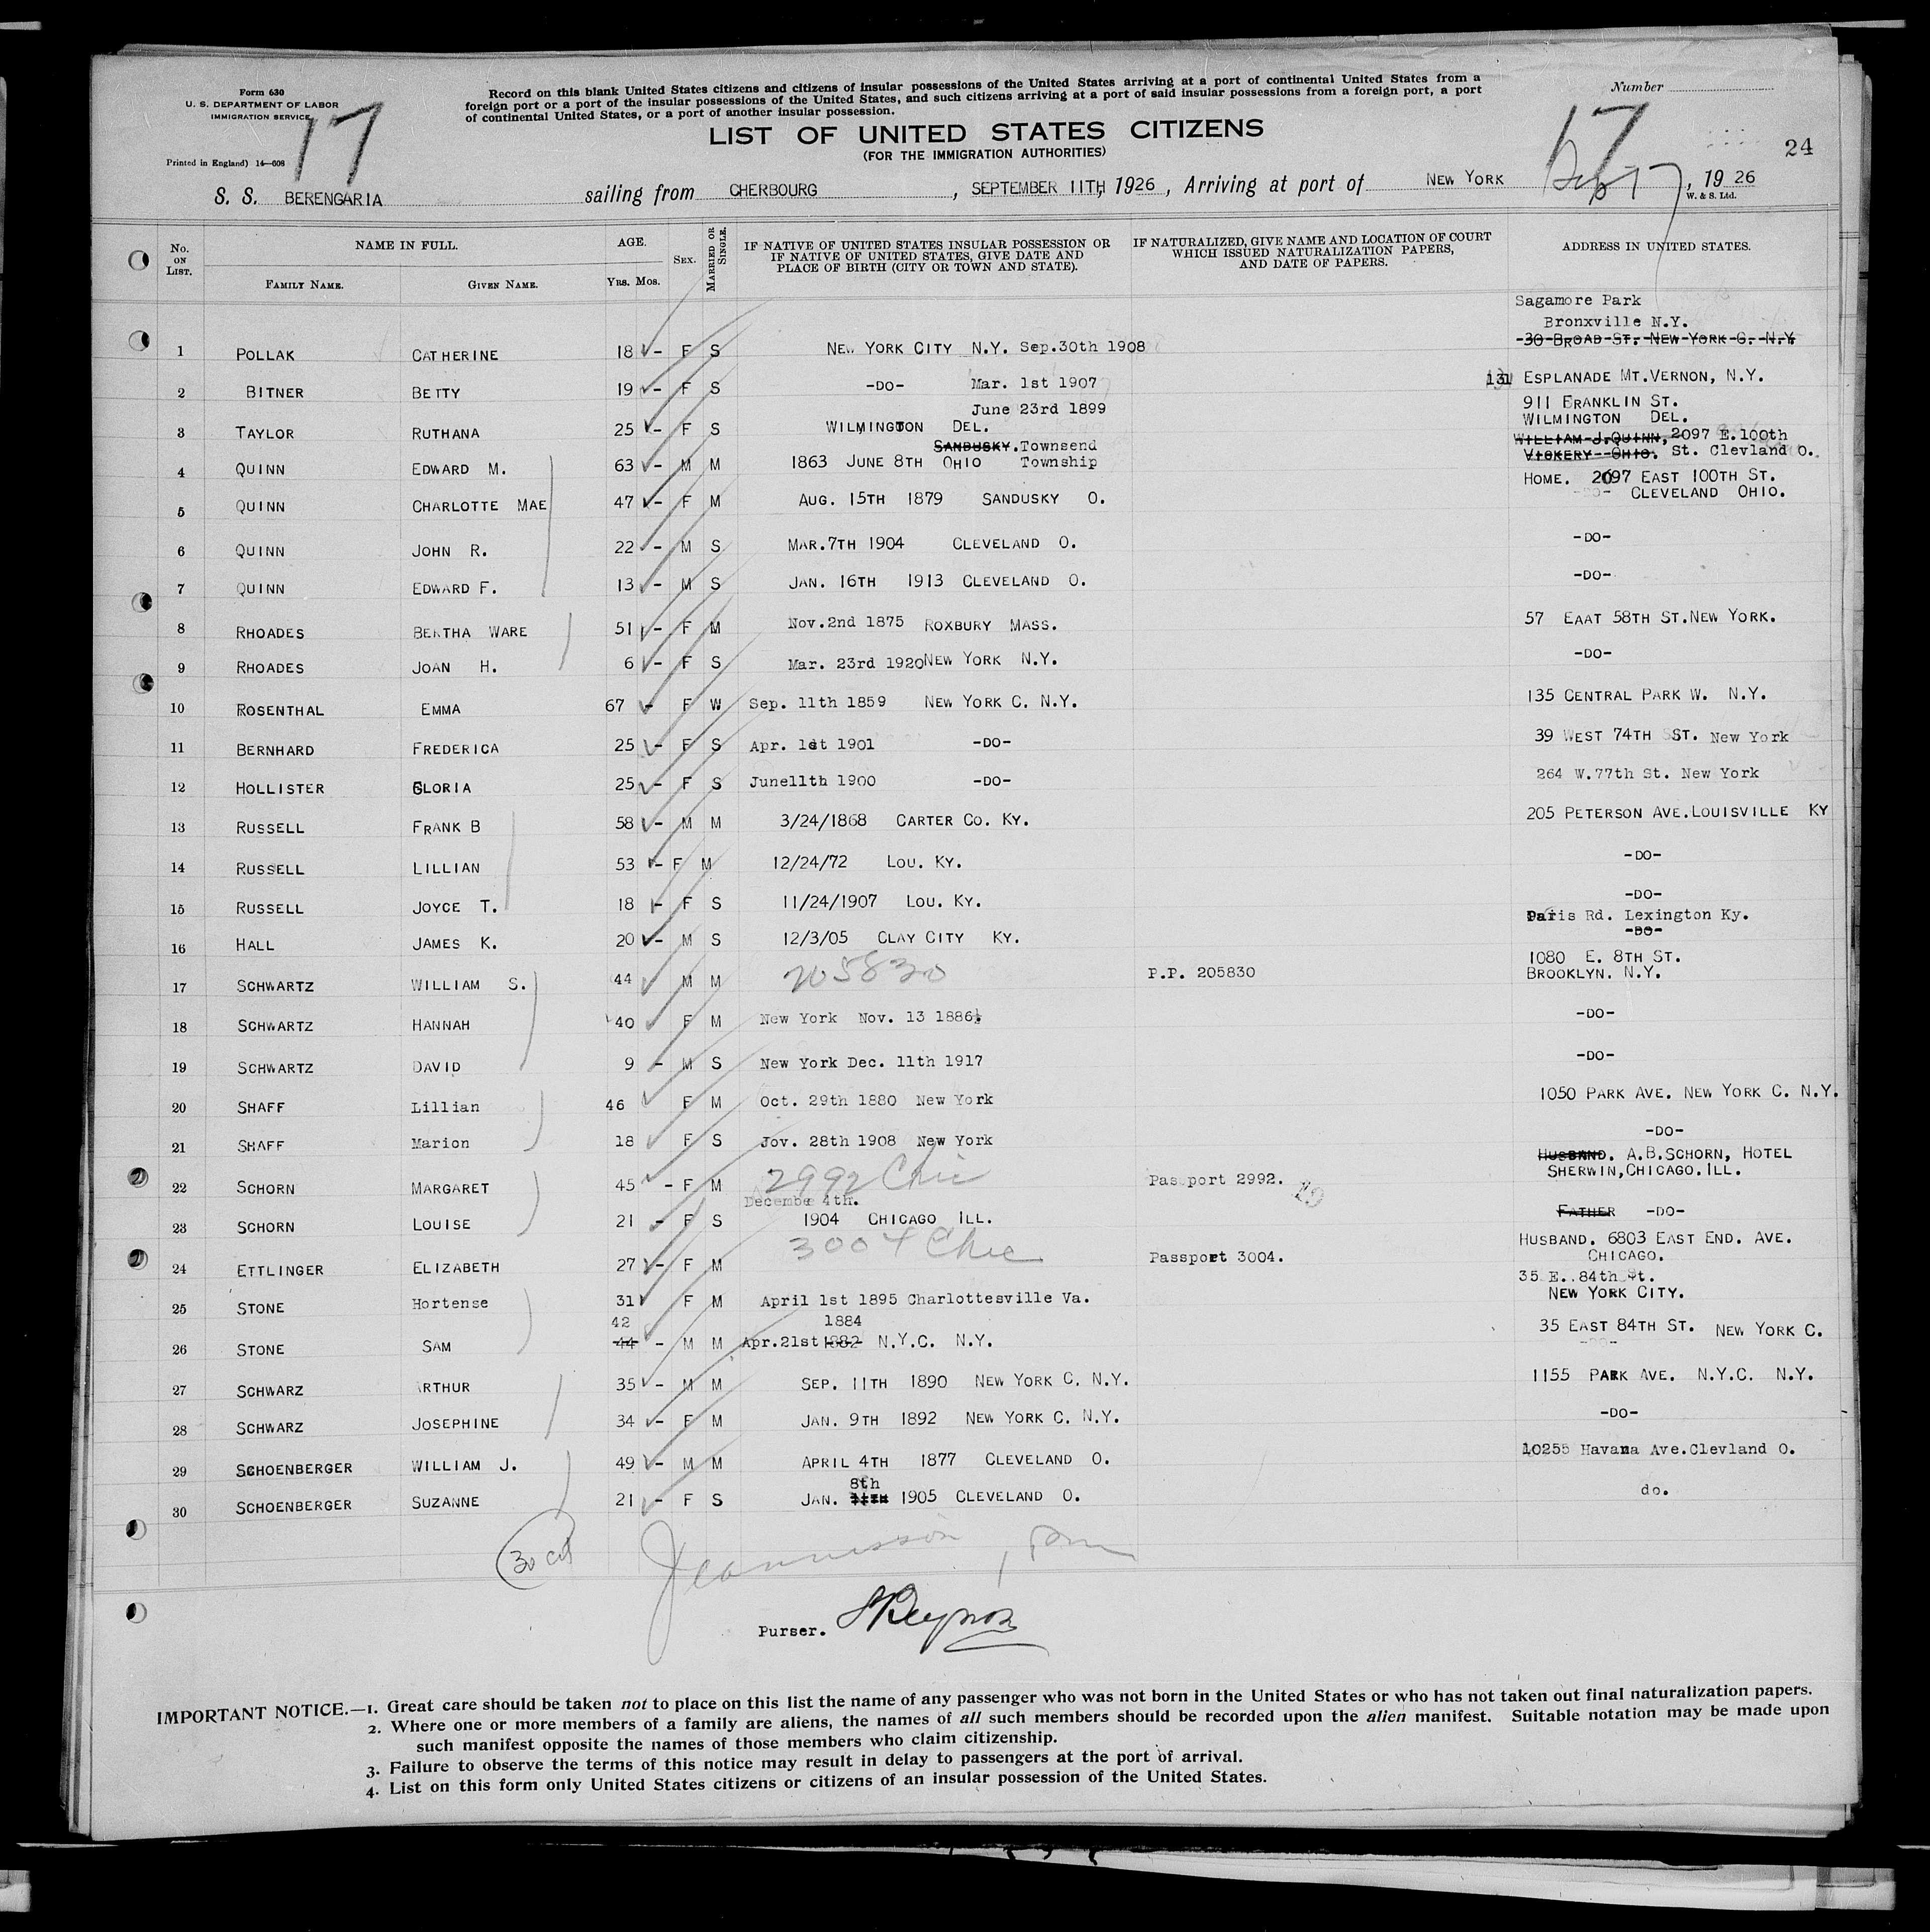 Form 630
U. S. DEPARTMENT OF LABOR
IMMIGRATION SERVICE
Printed in England) 14—608
17
Record on this blank United States citizens and citizens of insular possessions of the United States arriving at a port of continental United States from a
foreign port or a port of the insular possessions of the United States, and such citizens arriving at a port of said insular possessions from a foreign port, a port
of continental United States, or a port of another insular possession.
LIST OF UNITED STATES CITIZENS
(FOR THE IMMIGRATION AUTHORITIES)
Number
17
24
S. S. BERENGARIA sailing from CHERBOURG, SEPTEMBER 11TH, 1926, Arriving at port of NEW YORK Sep 17, 1926
W. & S. Ltd.
No. ON LIST. NAME IN FULL. AGE. SEX. MARRIED OR SINGLE. IF NATIVE OF UNITED STATES INSULAR POSSESSION OR IF NATIVE OF UNITED STATES, GIVE DATE AND PLACE OF BIRTH (CITY OR TOWN AND STATE). IF NATURALIZED, GIVE NAME AND LOCATION OF COURT WHICH ISSUED NATURALIZATION PAPERS, AND DATE OF PAPERS. ADDRESS IN UNITED STATES.
FAMILY NAME. GIVEN NAME. YRS. MOS.
Sagamore Park
Bronxville N.Y.
1 POLLAK CATHERINE 18 - F S NEW YORK CITY N.Y. Sep.30th 1908 30 BROAD ST. NEW YORK C. N.Y
2 BITNER BETTY 19 - F S -DO- Mar. 1st 1907 131 ESPLANADE MT.VERNON, N.Y.
June 23rd 1899 911 FRANKLIN ST.
3 TAYLOR RUTHANA 25 - F S WILMINGTON DEL. WILMINGTON DEL.
SANDUSKY.Townsend WILLIAM J.QUINN, 2097 E.100th
4 QUINN EDWARD M. 63 - M M 1863 JUNE 8TH OHIO Township VICKERY--OHIO. St. Clevland O.
HOME. 2097 EAST 100TH ST.
5 QUINN CHARLOTTE MAE 47 - F M AUG. 15TH 1879 SANDUSKY O. -DO- CLEVELAND OHIO.
6 QUINN JOHN R. 22 - M S MAR.7TH 1904 CLEVELAND O. -DO-
7 QUINN EDWARD F. 13 - M S JAN. 16TH 1913 CLEVELAND O. -DO-
8 RHOADES BERTHA WARE 51 - F M Nov.2nd 1875 ROXBURY MASS. 57 EAAT 58TH ST.NEW YORK.
9 RHOADES JOAN H. 6 - F S Mar. 23rd 1920 NEW YORK N.Y. -DO-
10 ROSENTHAL EMMA 67 - F W Sep. 11th 1859 NEW YORK C. N.Y. 135 CENTRAL PARK W. N.Y.
11 BERNHARD FREDERICA 25 - F S Apr. 1st 1901 -DO- 39 WEST 74TH ST. New York
12 HOLLISTER GLORIA 25 - F S June11th 1900 -DO- 264 W.77th St. New York
13 RUSSELL FRANK B 58 - M M 3/24/1868 CARTER CO. KY. 205 PETERSON AVE.LOUISVILLE KY
14 RUSSELL LILLIAN 53 - F M 12/24/72 LOU. KY. -DO-
15 RUSSELL JOYCE T. 18 - F S 11/24/1907 LOU. KY. -DO-
Paris Rd. Lexington Ky.
16 HALL JAMES K. 20 - M S 12/3/05 CLAY CITY KY. -DO-
1080 E. 8TH ST.
17 SCHWARTZ WILLIAM S. 44 M M 205830 P.P. 205830 BROOKLYN. N.Y.
18 SCHWARTZ HANNAH 40 F M New York Nov. 13 1886 -DO-
19 SCHWARTZ DAVID 9 - M S New York Dec. 11th 1917 -DO-
20 SHAFF Lillian 46 F M Oct. 29th 1880 New York 1050 PARK AVE. NEW YORK C. N.Y.
21 SHAFF Marion 18 F S Jov. 28th 1908 New York -DO-
HUSBAND. A.B.SCHORN, HOTEL
22 SCHORN MARGARET 45 - F M 2992 Chic Passport 2992. SHERWIN,CHICAGO.ILL.
December 4th.
23 SCHORN LOUISE 21 - F S 1904 CHICAGO ILL. FATHER -DO-
3004 Chic HUSBAND. 6803 EAST END. AVE.
24 ETTLINGER ELIZABETH 27 - F M Passport 3004. CHICAGO.
35 E. 84th St.
25 STONE Hortense 31 F M April 1st 1895 Charlottesville Va. NEW YORK CITY.
42 1884
26 STONE SAM 44 - M M Apr.21st 1882 N.Y.C. N.Y. 35 EAST 84TH ST. NEW YORK C.
27 SCHWARZ ARTHUR 35 - M M SEP. 11TH 1890 NEW YORK C. N.Y. 1155 PARK AVE. N.Y.C. N.Y.
28 SCHWARZ JOSEPHINE 34 - F M JAN. 9TH 1892 NEW YORK C. N.Y. -DO-
29 SCHOENBERGER WILLIAM J. 49 - M M APRIL 4TH 1877 CLEVELAND O. 10255 Havana Ave.Clevland O.
8th
30 SCHOENBERGER SUZANNE 21 - F S JAN. 1905 CLEVELAND O. do.
30 cit
Purser.
IMPORTANT NOTICE.—1. Great care should be taken not to place on this list the name of any passenger who was not born in the United States or who has not taken out final naturalization papers.
2. Where one or more members of a family are aliens, the names of all such members should be recorded upon the alien manifest. Suitable notation may be made upon
such manifest opposite the names of those members who claim citizenship.
3. Failure to observe the terms of this notice may result in delay to passengers at the port of arrival.
4. List on this form only United States citizens or citizens of an insular possession of the United States.